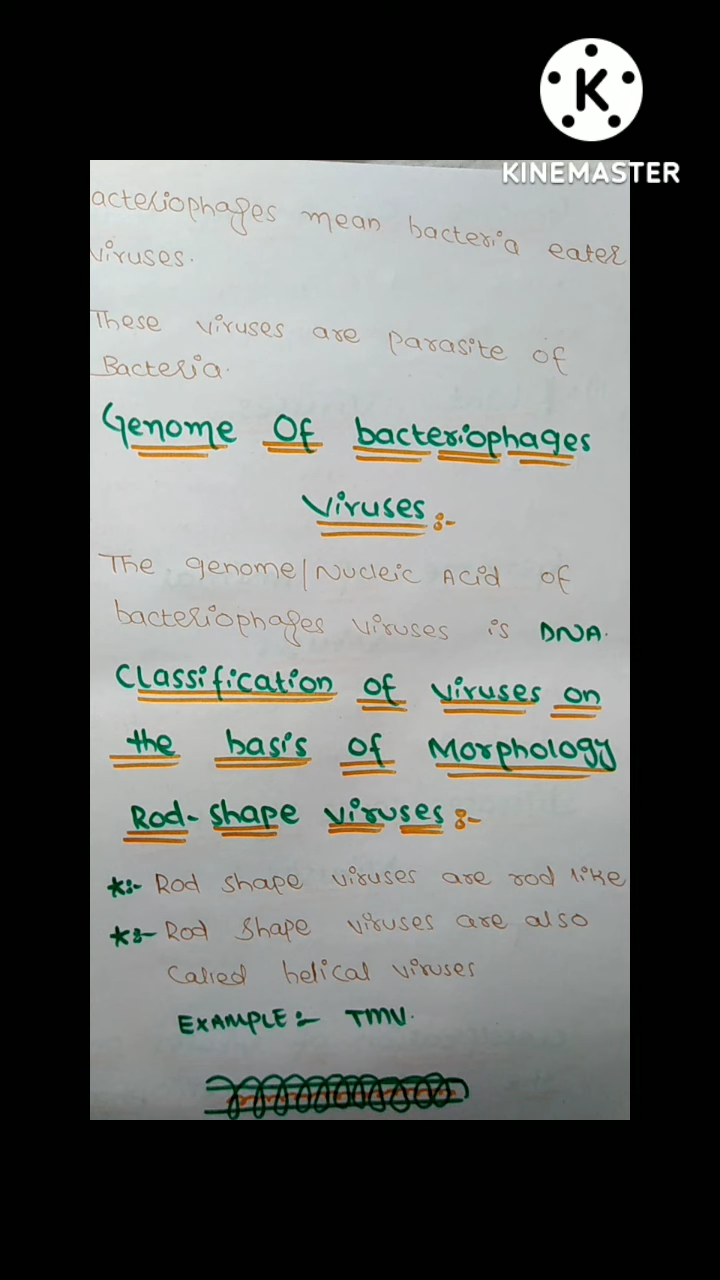 K
KINEMASTER
acteriophages mean bacteria eater
viruses.
These viruses are parasite of
Bacteria.
Genome Of bacteriophages
Viruses:-
The genome/Nucleic Acid of
bacteriophages viruses is DNA.
Classification of viruses on
the basis of Morphology
Rod-shape viruses:-
*:- Rod shape viruses are rod like
*:- Rod shape viruses are also
called helical viruses
EXAMPLE:- TMV.